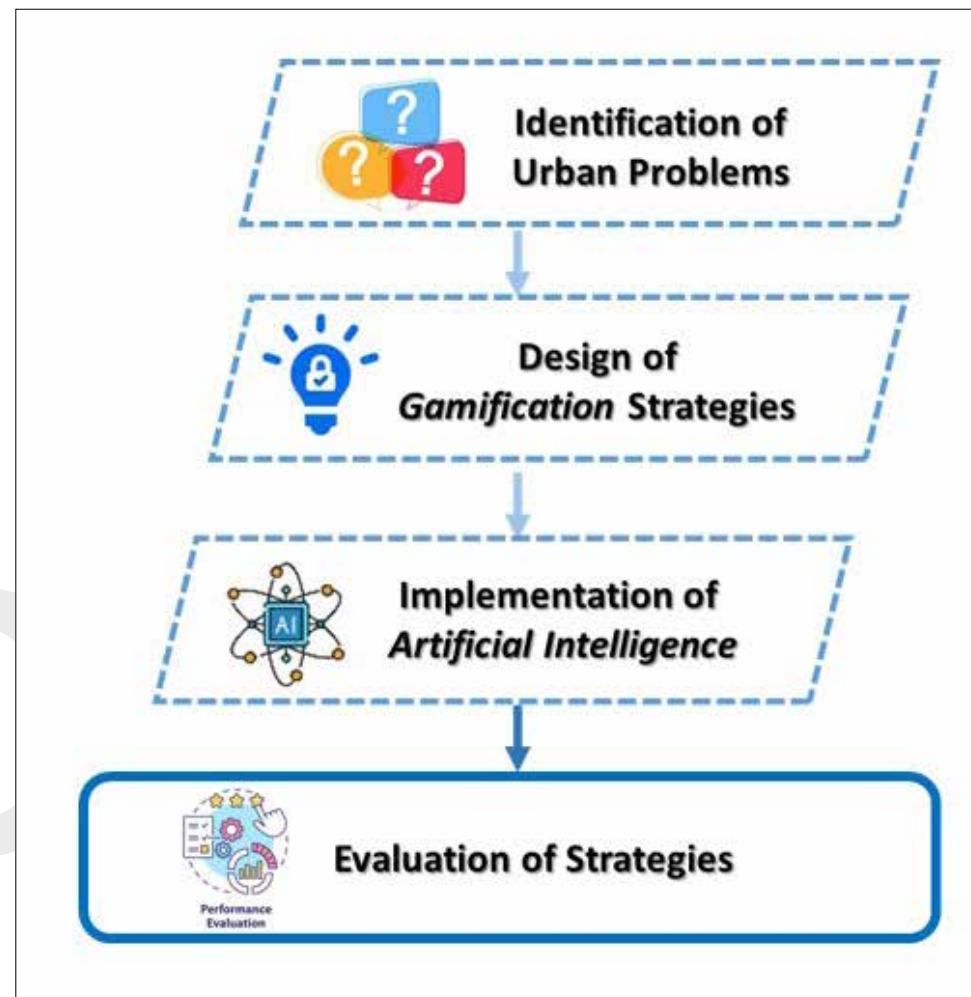 ?
?
?
Identification of
Urban Problems
Design of
Gamification Strategies
AI
Implementation of
Artificial Intelligence
Performance
Evaluation
Evaluation of Strategies